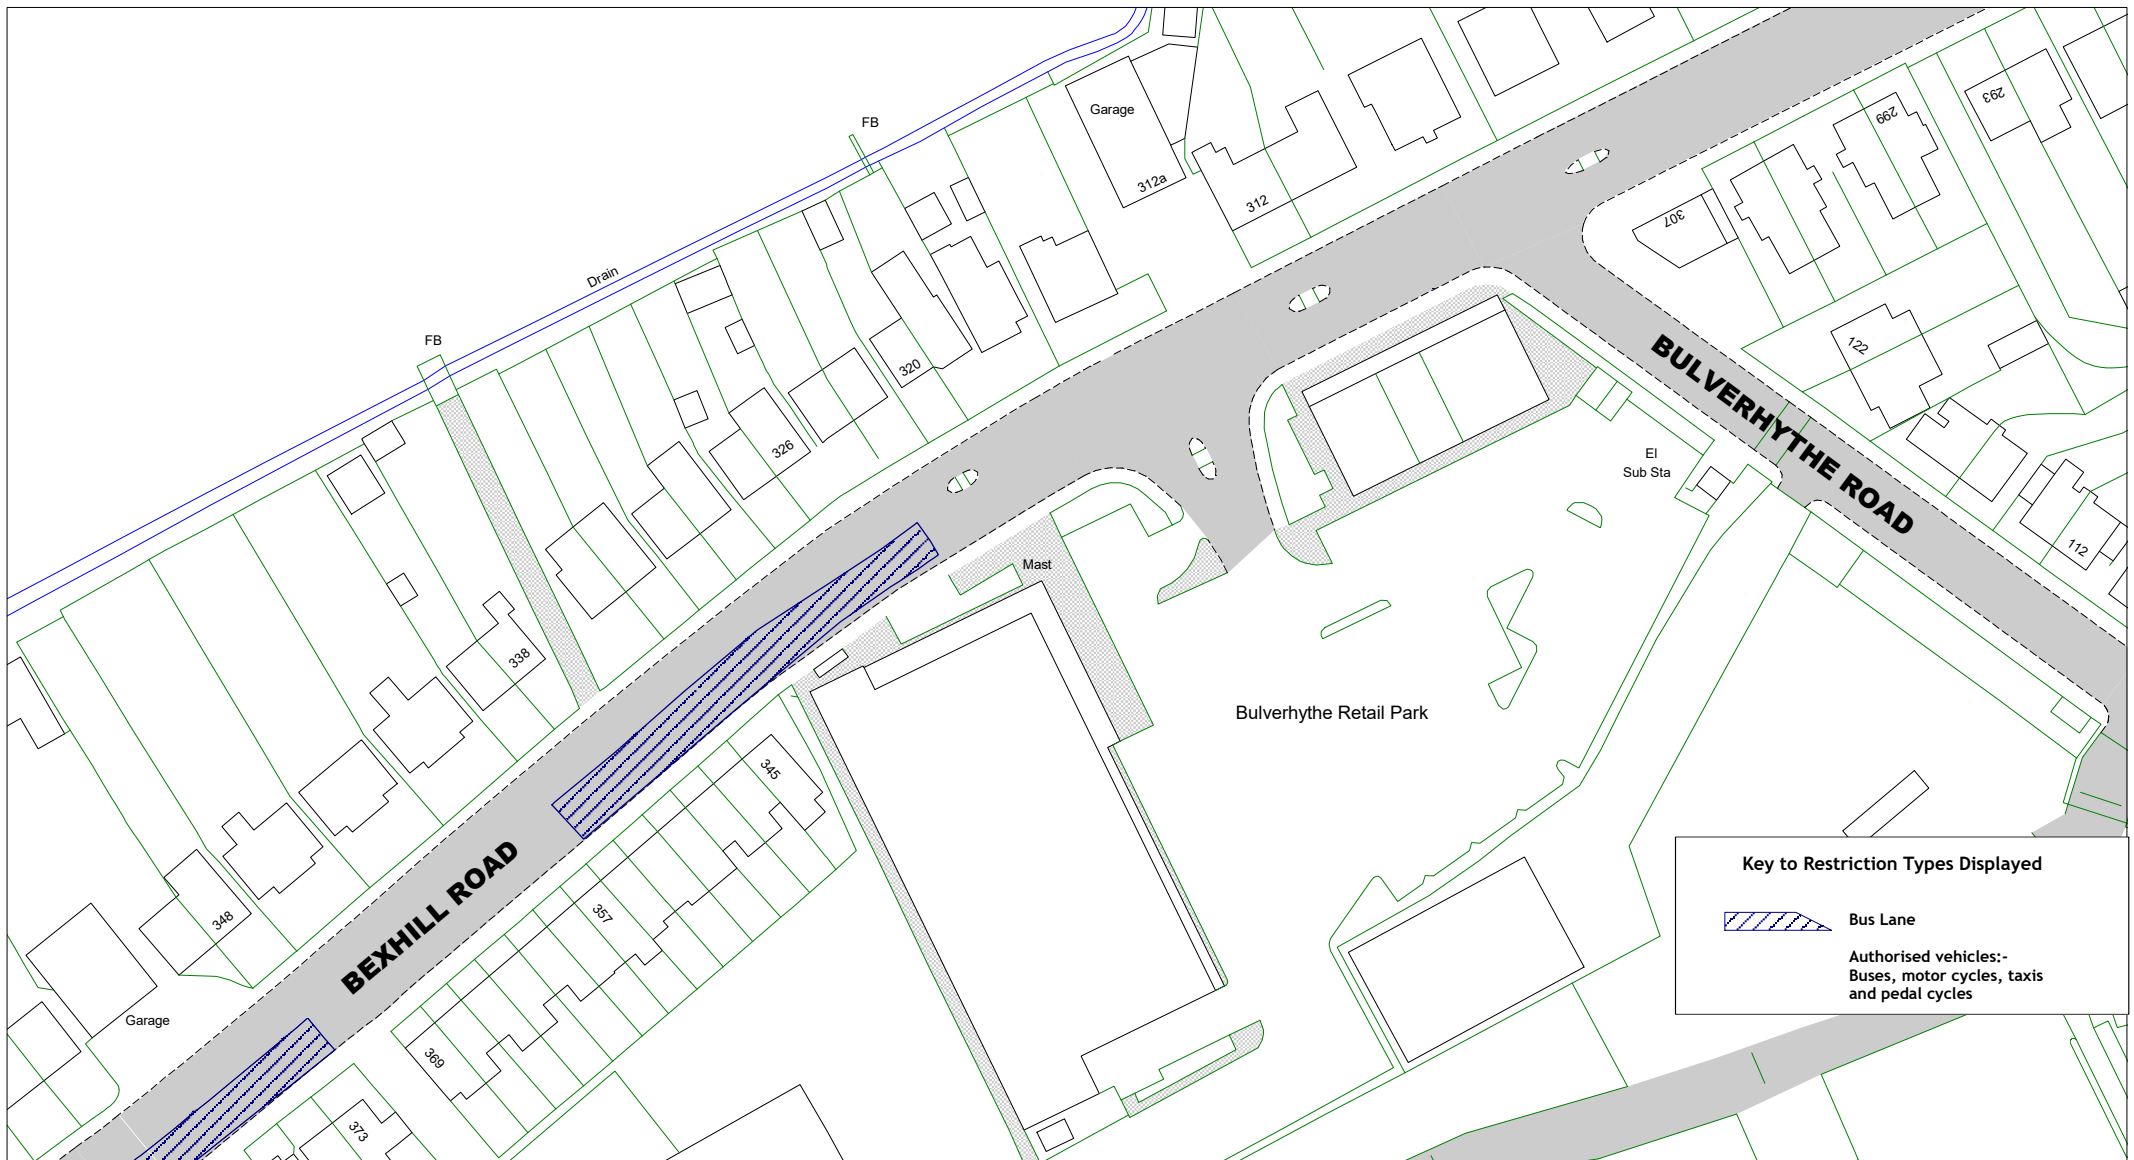 Garage
FB
312a
312
299
293
307
Drain
FB
320
326
122
BULVERHYTHE ROAD
El
Sub Sta
112
Mast
338
Bulverhythe Retail Park
345
348
357
BEXHILL ROAD
Garage
369
373
Key to Restriction Types Displayed
Bus Lane
Authorised vehicles:-
Buses, motor cycles, taxis
and pedal cycles